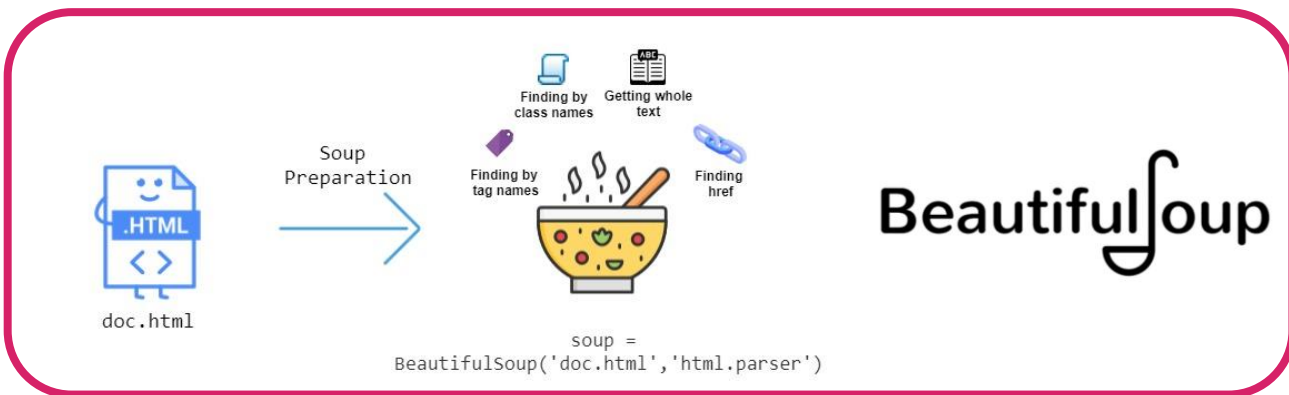 ABC
Finding by
class names
Getting whole
text
Soup
Preparation
Finding by
tag names
Finding
href
.HTML
doc.html
soup =
BeautifulSoup('doc.html','html.parser')
BeautifulSoup